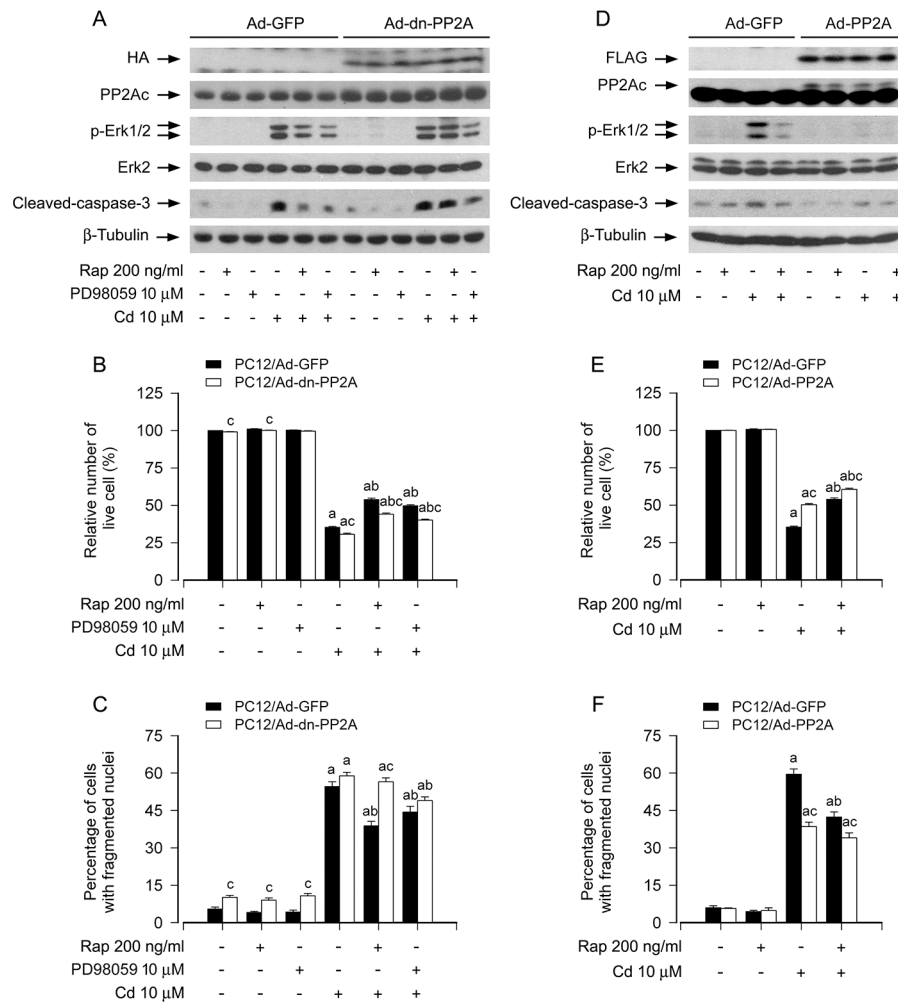 A
Ad-GFP Ad-dn-PP2A
HA
PP2Ac
p-Erk1/2
Erk2
Cleaved-caspase-3
β-Tubulin
Rap 200 ng/ml - + - - + - - + - - + -
PD98059 10 μM - - + - - + - - + - - +
Cd 10 μM - - - + + + - - - + + +
D
Ad-GFP Ad-PP2A
FLAG
PP2Ac
p-Erk1/2
Erk2
Cleaved-caspase-3
β-Tubulin
Rap 200 ng/ml - + - + - + - +
Cd 10 μM - - + + - - + +
B
PC12/Ad-GFP
PC12/Ad-dn-PP2A
Relative number of
live cell (%)
125
100
75
50
25
0
c c
a ac ab abc ab abc
Rap 200 ng/ml - + - - + -
PD98059 10 μM - - + - - +
Cd 10 μM - - - + + +
E
PC12/Ad-GFP
PC12/Ad-PP2A
Relative number of
live cell (%)
125
100
75
50
25
0
a ac ab abc
Rap 200 ng/ml - + - +
Cd 10 μM - - + +
C
PC12/Ad-GFP
PC12/Ad-dn-PP2A
Percentage of cells
with fragmented nuclei
75
60
45
30
15
0
c c c
a a ab ac ab ab
Rap 200 ng/ml - + - - + -
PD98059 10 μM - - + - - +
Cd 10 μM - - - + + +
F
PC12/Ad-GFP
PC12/Ad-PP2A
Percentage of cells
with fragmented nuclei
75
60
45
30
15
0
a ac ab ac
Rap 200 ng/ml - + - +
Cd 10 μM - - + +